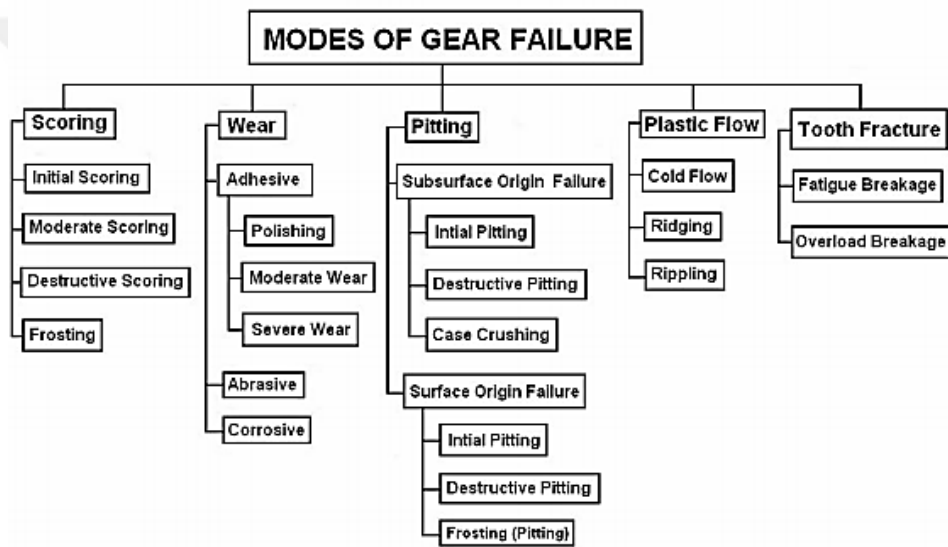 MODES OF GEAR FAILURE
Scoring
Initial Scoring
Moderate Scoring
Destructive Scoring
Frosting
Wear
Adhesive
Polishing
Moderate Wear
Severe Wear
Abrasive
Corrosive
Pitting
Subsurface Origin Failure
Intial Pitting
Destructive Pitting
Case Crushing
Surface Origin Failure
Intial Pitting
Destructive Pitting
Frosting (Pitting)
Plastic Flow
Cold Flow
Ridging
Rippling
Tooth Fracture
Fatigue Breakage
Overload Breakage